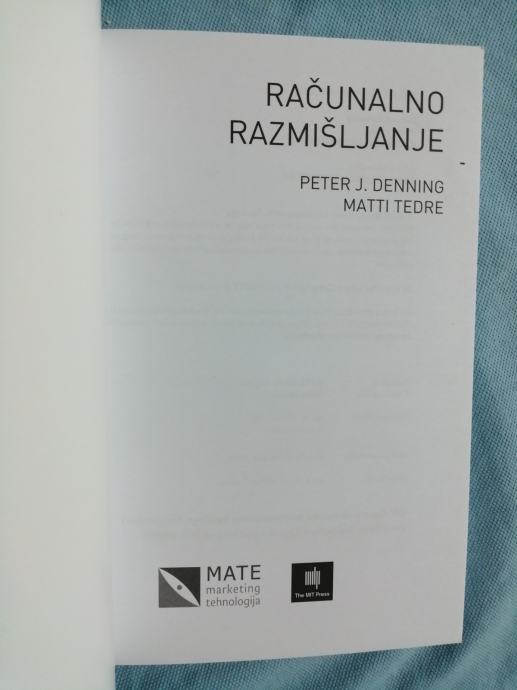 RAČUNALNO
RAZMIŠLJANJE
PETER J. DENNING
MATTI TEDRE
MATE
marketing
tehnologija
The MIT Press